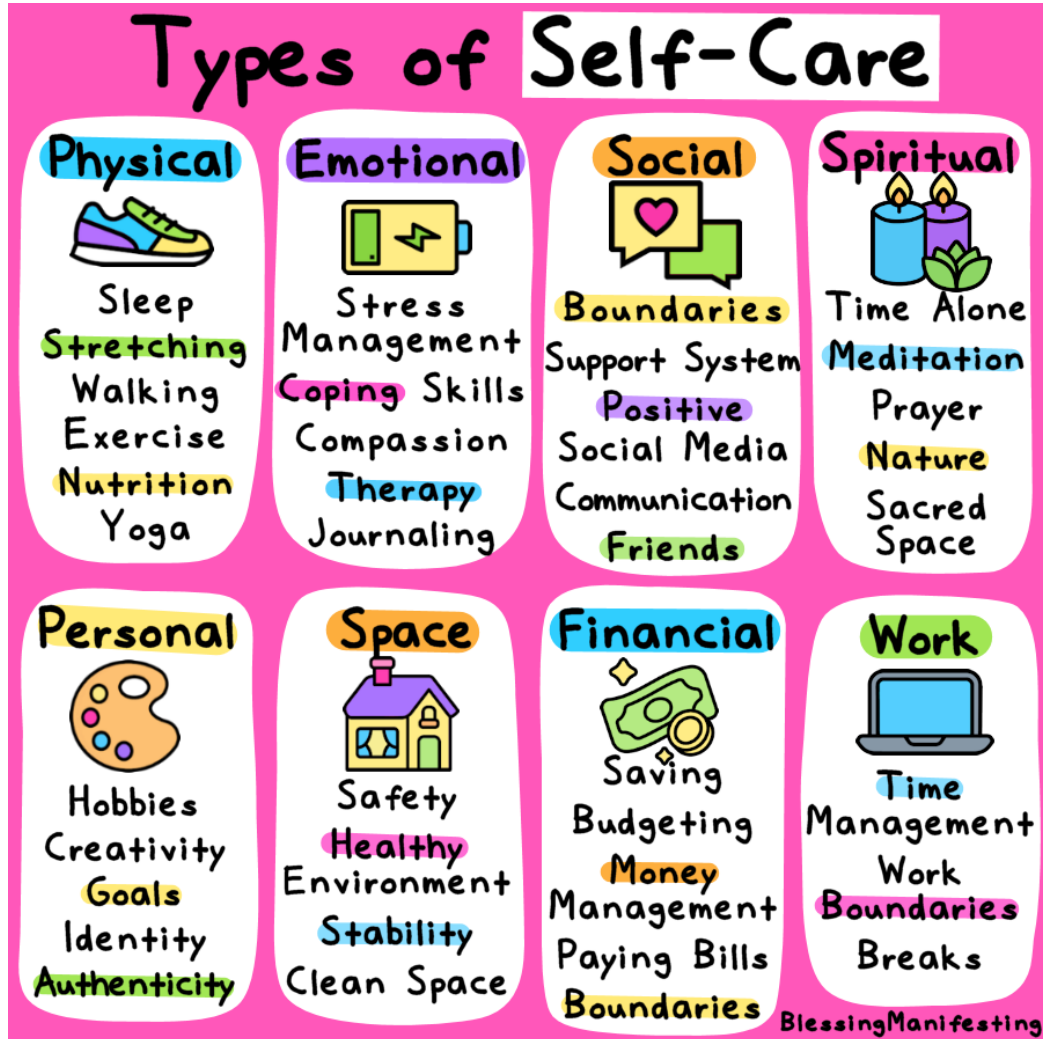 Types of Self-Care
Physical
Sleep
Stretching
Walking
Exercise
Nutrition
Yoga
Emotional
Stress
Management
Coping Skills
Compassion
Therapy
Journaling
Social
Boundaries
Support System
Positive
Social Media
Communication
Friends
Spiritual
Time Alone
Meditation
Prayer
Nature
Sacred
Space
Personal
Hobbies
Creativity
Goals
Identity
Authenticity
Space
Safety
Healthy
Environment
Stability
Clean Space
Financial
Saving
Budgeting
Money
Management
Paying Bills
Boundaries
Work
Time
Management
Work
Boundaries
Breaks
BlessingManifesting